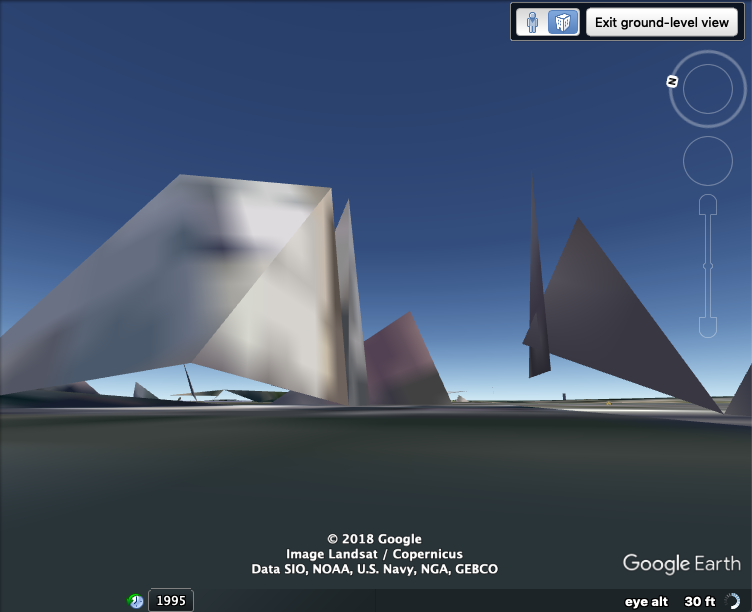 Exit ground-level view
N
© 2018 Google
Image Landsat / Copernicus
Data SIO, NOAA, U.S. Navy, NGA, GEBCO
Google Earth
1995
eye alt 30 ft